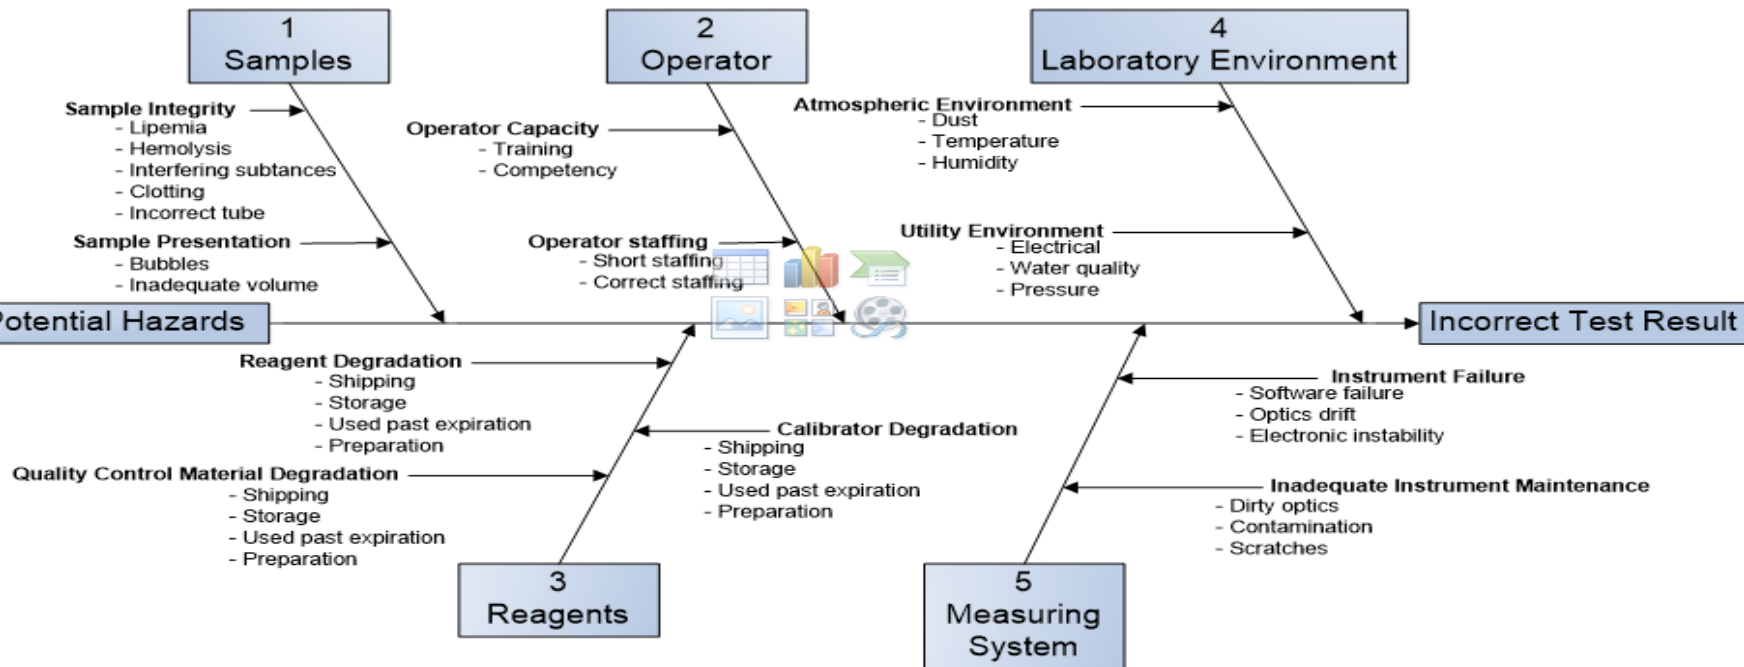 1
Samples
2
Operator
4
Laboratory Environment
Sample Integrity
- Lipemia
- Hemolysis
- Interfering subtances
- Clotting
- Incorrect tube
Sample Presentation
- Bubbles
- Inadequate volume
Operator Capacity
- Training
- Competency
Operator staffing
- Short staffing
- Correct staffing
Atmospheric Environment
- Dust
- Temperature
- Humidity
Utility Environment
- Electrical
- Water quality
- Pressure
Potential Hazards
Incorrect Test Result
Reagent Degradation
- Shipping
- Storage
- Used past expiration
- Preparation
Quality Control Material Degradation
- Shipping
- Storage
- Used past expiration
- Preparation
Calibrator Degradation
- Shipping
- Storage
- Used past expiration
- Preparation
Instrument Failure
- Software failure
- Optics drift
- Electronic instability
Inadequate Instrument Maintenance
- Dirty optics
- Contamination
- Scratches
3
Reagents
5
Measuring
System